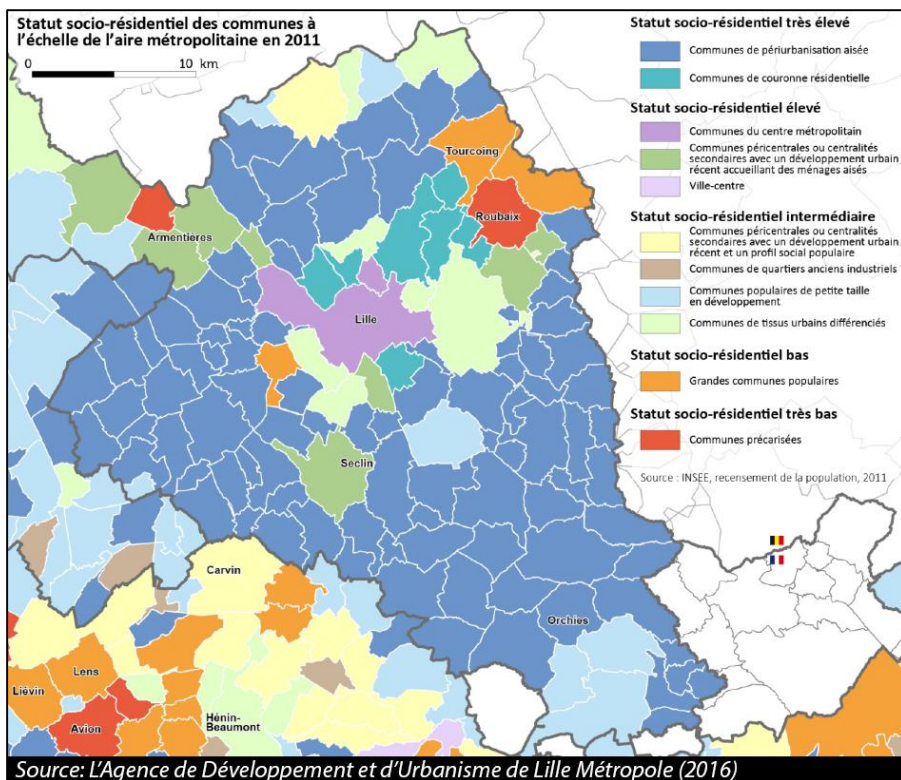 Statut socio-résidentiel des communes à
l'échelle de l'aire métropolitaine en 2011
0 10 km
Tourcoing
Roubaix
Armentières
Lille
Seclin
Carvin
Orchies
Lens
Liévin
Avion
Hénin-
Beaumont
Statut socio-résidentiel très élevé
Communes de périurbanisation aisée
Communes de couronne résidentielle
Statut socio-résidentiel élevé
Communes du centre métropolitain
Communes péricentrales ou centralités
secondaires avec un développement urbain
récent accueillant des ménages aisés
Ville-centre
Statut socio-résidentiel intermédiaire
Communes péricentrales ou centralités
secondaires avec un développement urbain
récent et un profil social populaire
Communes de quartiers anciens industriels
Communes populaires de petite taille
en développement
Communes de tissus urbains différenciés
Statut socio-résidentiel bas
Grandes communes populaires
Statut socio-résidentiel très bas
Communes précarisées
Source : INSEE, recensement de la population, 2011
Source: L'Agence de Développement et d'Urbanisme de Lille Métropole (2016)